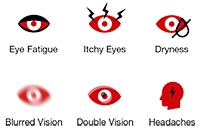 Eye Fatigue Itchy Eyes Dryness
Blurred Vision Double Vision Headaches